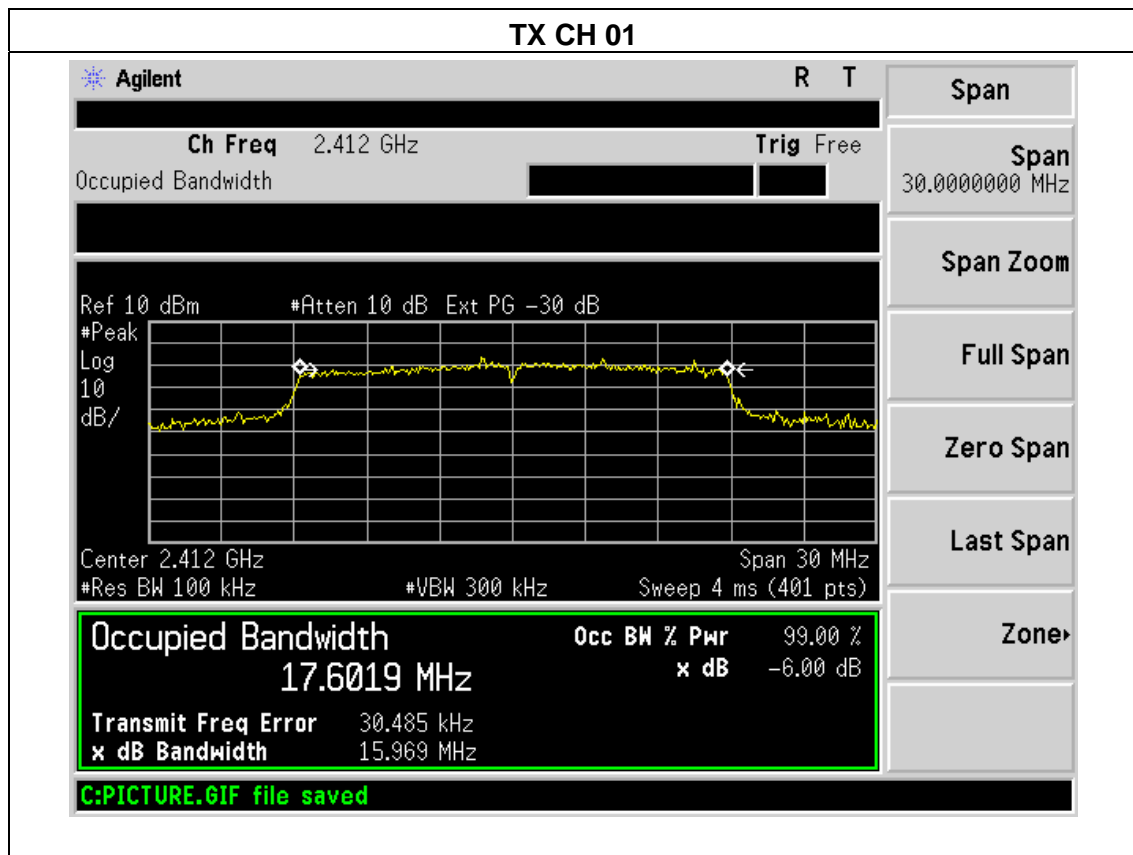 TX CH 01
Agilent R T
Ch Freq 2.412 GHz Trig Free
Occupied Bandwidth
Ref 10 dBm #Atten 10 dB Ext PG -30 dB
#Peak
Log
10
dB/
Center 2.412 GHz Span 30 MHz
#Res BW 100 kHz #VBW 300 kHz Sweep 4 ms (401 pts)
Occupied Bandwidth Occ BW % Pwr 99.00 %
17.6019 MHz x dB -6.00 dB
Transmit Freq Error 30.485 kHz
x dB Bandwidth 15.969 MHz
C:PICTURE.GIF file saved
Span
Span
30.0000000 MHz
Span Zoom
Full Span
Zero Span
Last Span
Zone▸